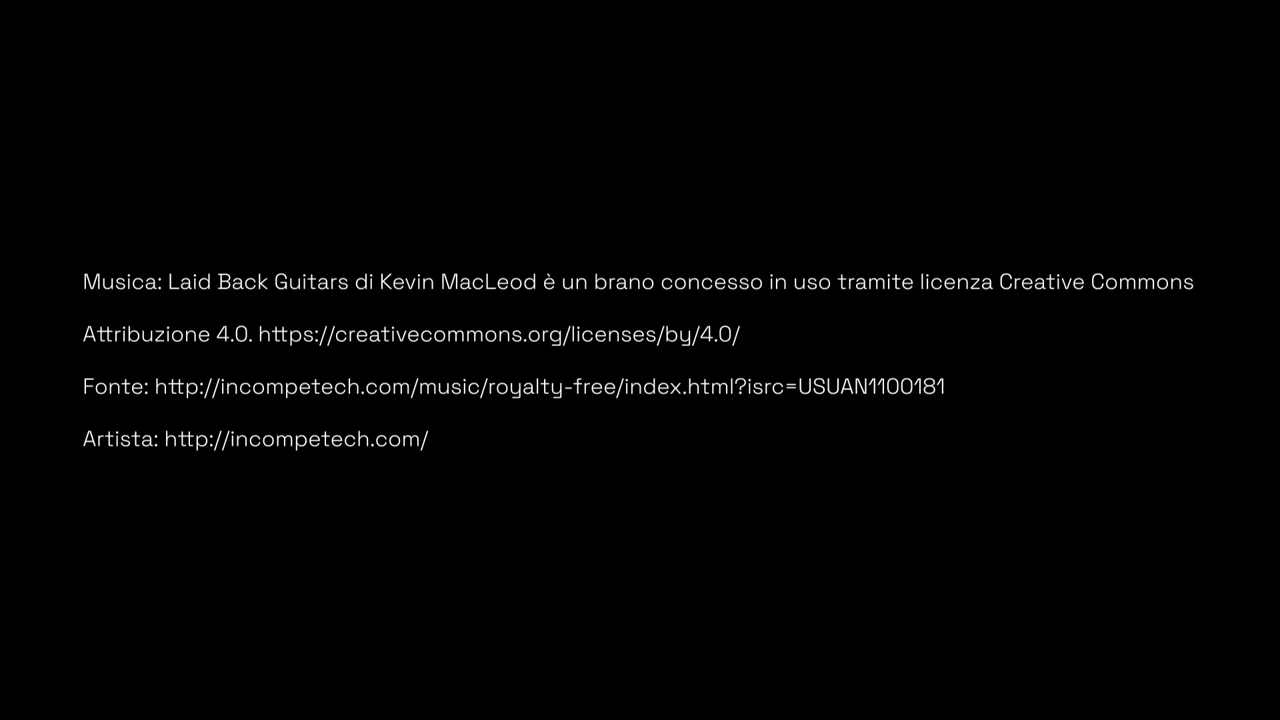 Musica: Laid Back Guitars di Kevin MacLeod è un brano concesso in uso tramite licenza Creative Commons
Attribuzione 4.0. https://creativecommons.org/licenses/by/4.0/
Fonte: http://incompetech.com/music/royalty-free/index.html?isrc=USUAN1100181
Artista: http://incompetech.com/